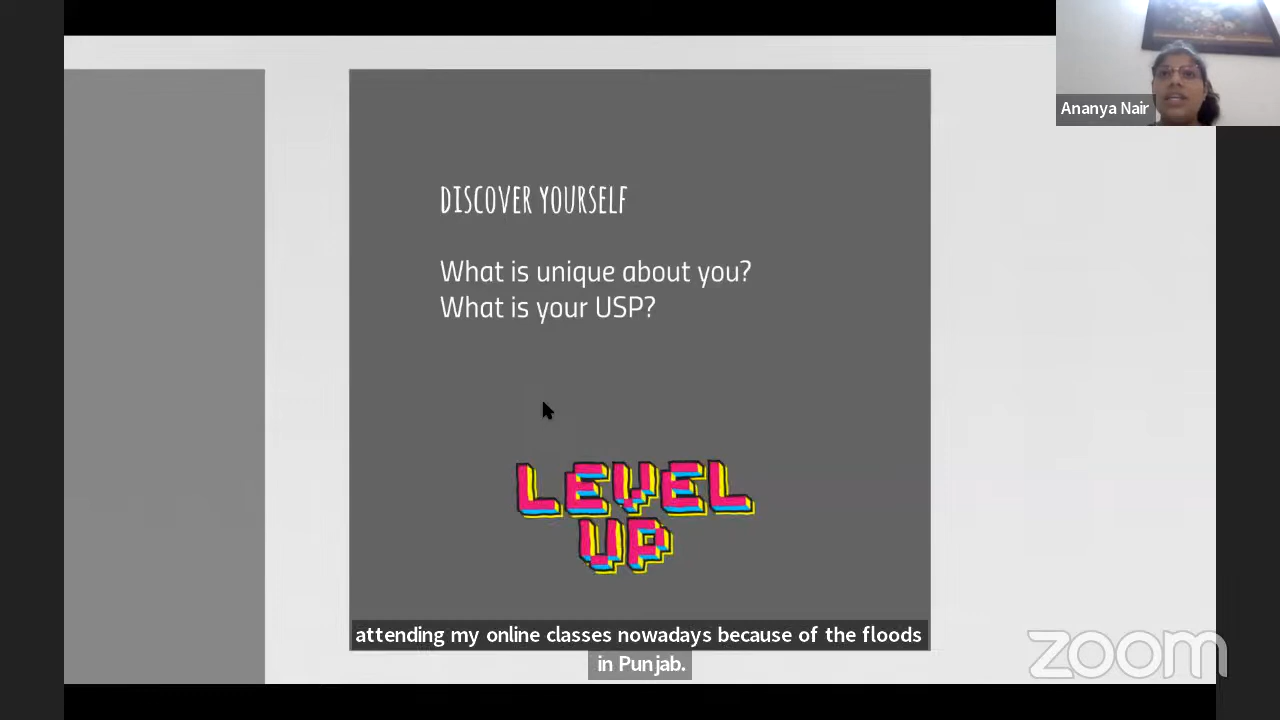 Ananya Nair
DISCOVER YOURSELF
What is unique about you?
What is your USP?
LEVEL
UP
attending my online classes nowadays because of the floods
in Punjab.
zoom